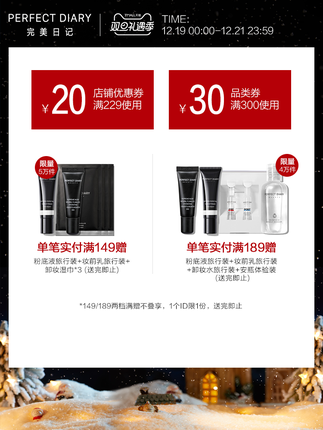 PERFECT DIARY
完美日记
双旦礼遇季
TIME:
12.19 00:00-12.21 23:59
¥20
店铺优惠券
满229使用
¥30
品类券
满300使用
限量
5万件
限量
4万件
单笔实付满149赠
粉底液旅行装+妆前乳旅行装+
卸妆湿巾*3 (送完即止)
单笔实付满189赠
粉底液旅行装+妆前乳旅行装
+卸妆水旅行装+安瓶体验装
(送完即止)
*149/189两档满赠不叠享，1个ID限1份，送完即止